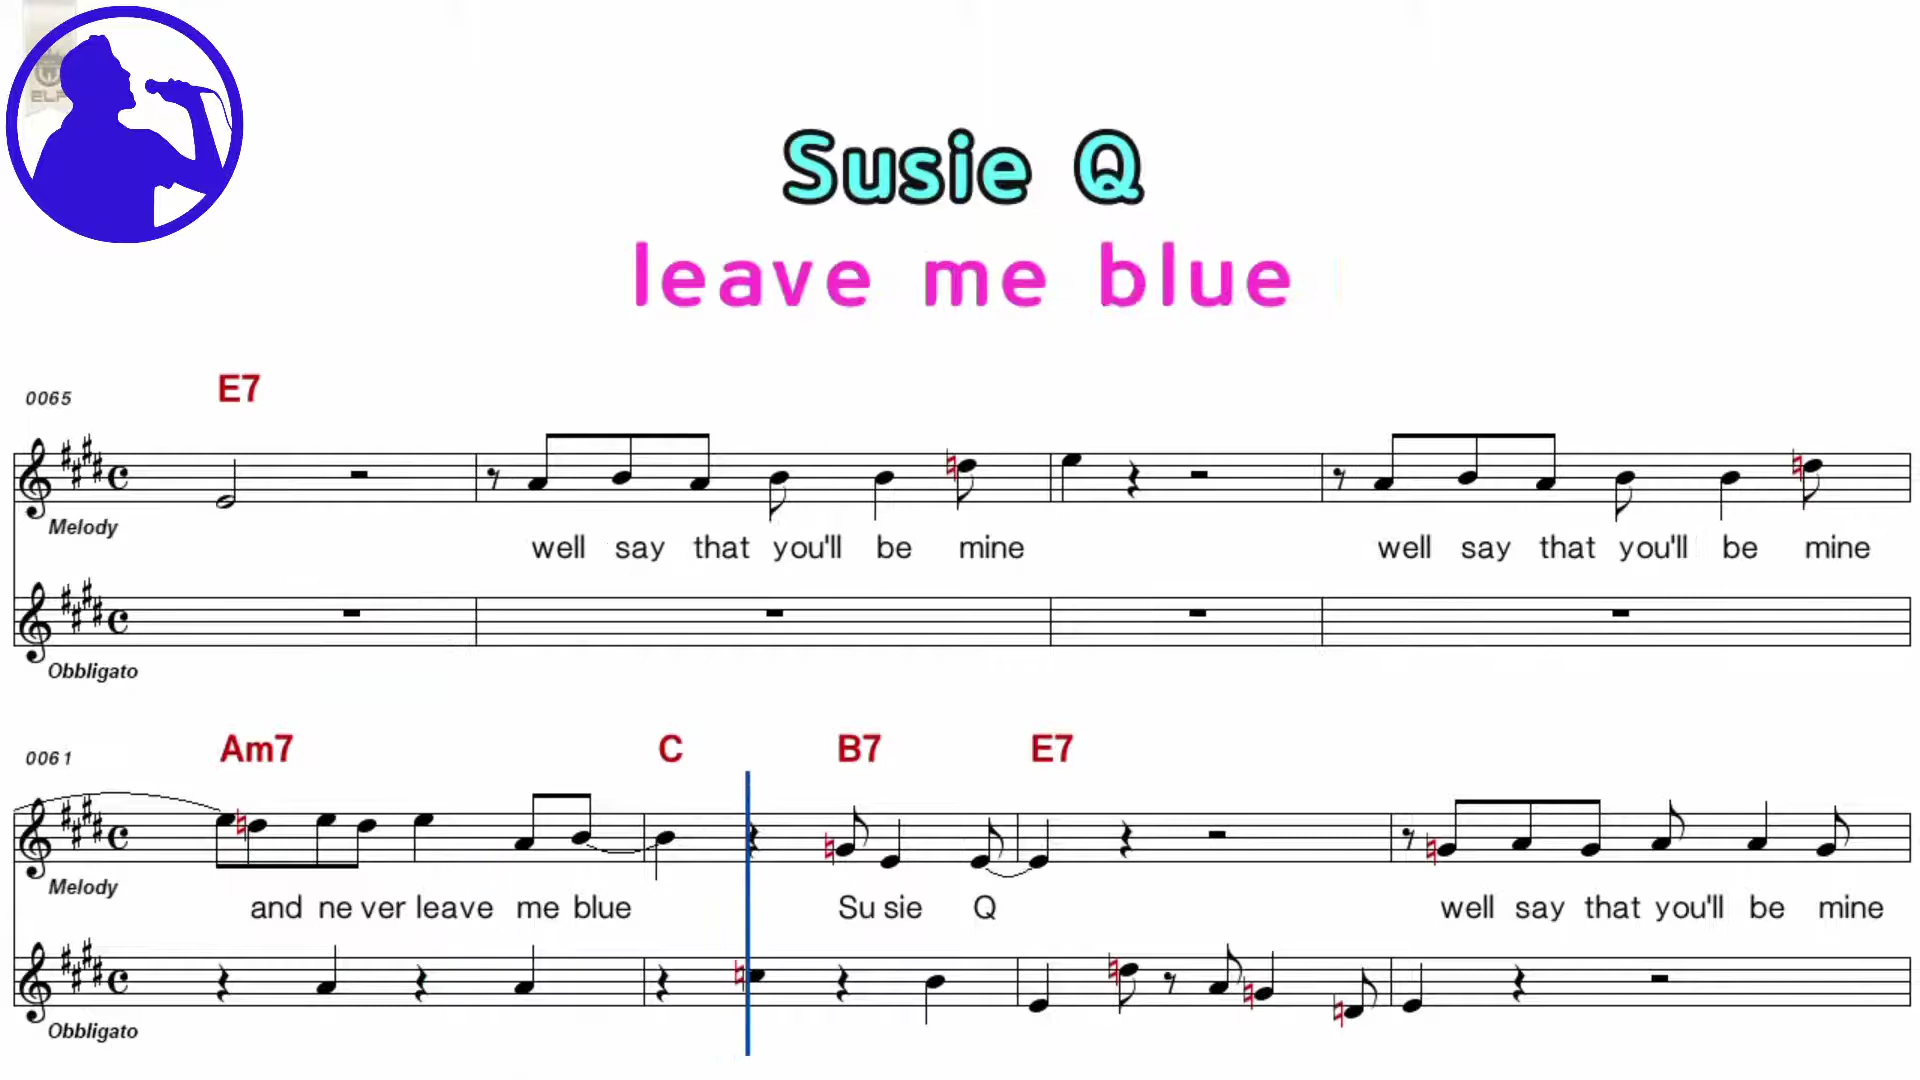 Susie Q
leave me blue
0065 E7
Melody
well say that you'll be mine well say that you'll be mine
Obbligato
0061 Am7 C B7 E7
Melody
and ne ver leave me blue Su sie Q well say that you'll be mine
Obbligato